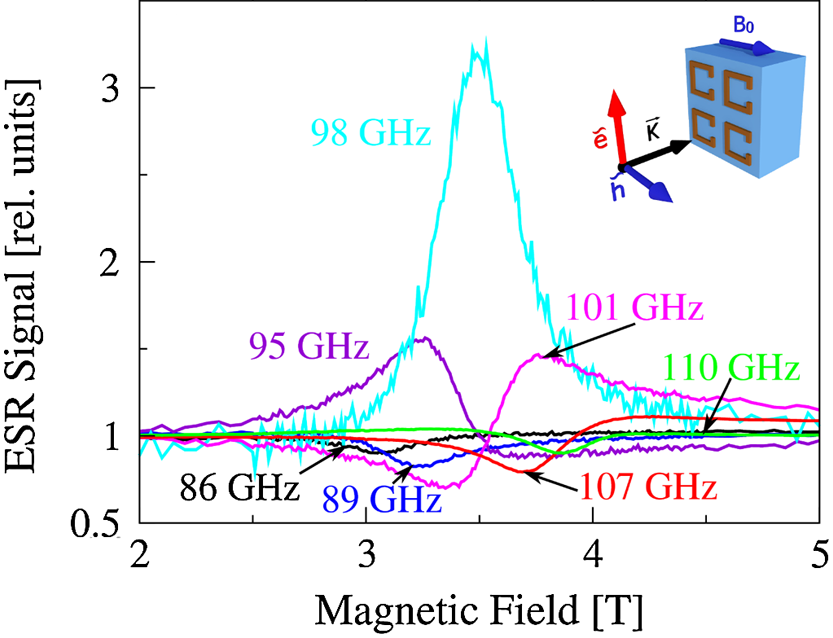 ESR Signal [rel. units]
3
2
1
0.5
2
3
4
5
Magnetic Field [T]
98 GHz
95 GHz
101 GHz
110 GHz
86 GHz
89 GHz
107 GHz
B₀
ẽ
k⃗
h̃